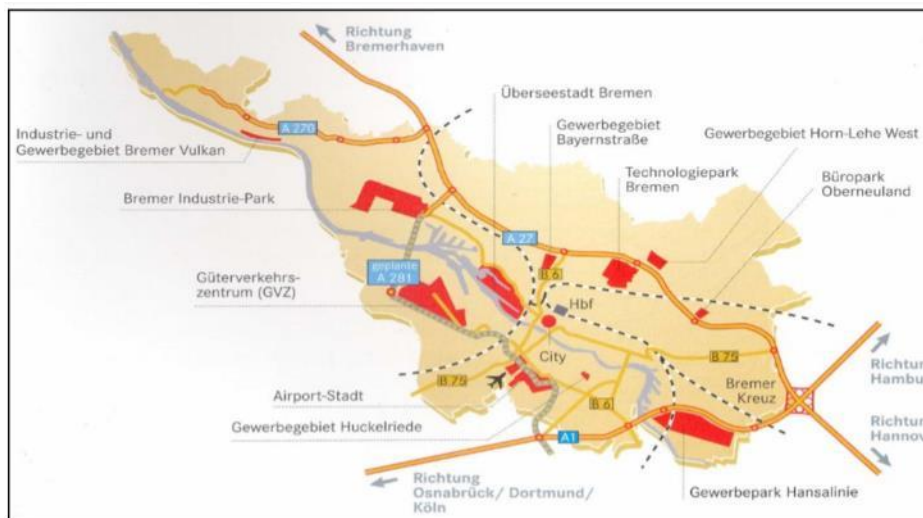 Richtung
Bremerhaven
Überseestadt Bremen
Gewerbegebiet
Bayernstraße
Gewerbegebiet Horn-Lehe West
A 270
Industrie- und
Gewerbegebiet Bremer Vulkan
Technologiepark
Bremen
Büropark
Oberneuland
Bremer Industrie-Park
A 27
B 6
geplante
A 281
Güterverkehrs-
zentrum (GVZ)
Hbf
City
B 75
B 75
Richtung
Hambu
Bremer
Kreuz
Airport-Stadt
B 6
Gewerbegebiet Huckelriede
A1
Richtung
Hannov
Richtung
Osnabrück/ Dortmund/
Köln
Gewerbepark Hansalinie